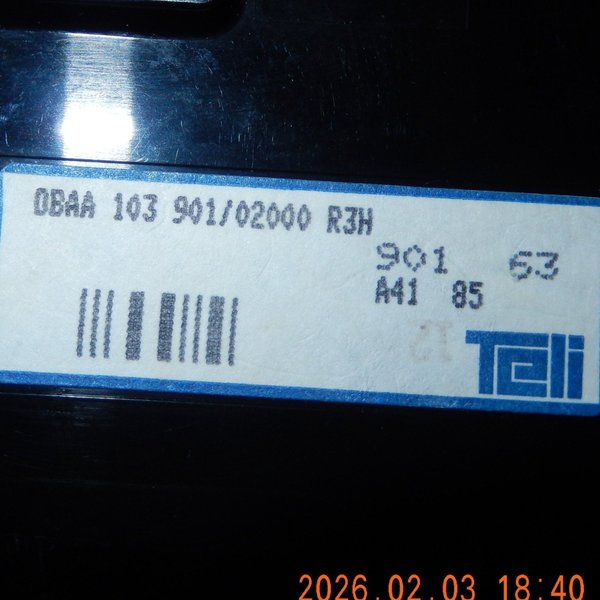 DBAA 103 901/02000 R3H
901 63
A41 85
Teli
2026.02.03 18:40